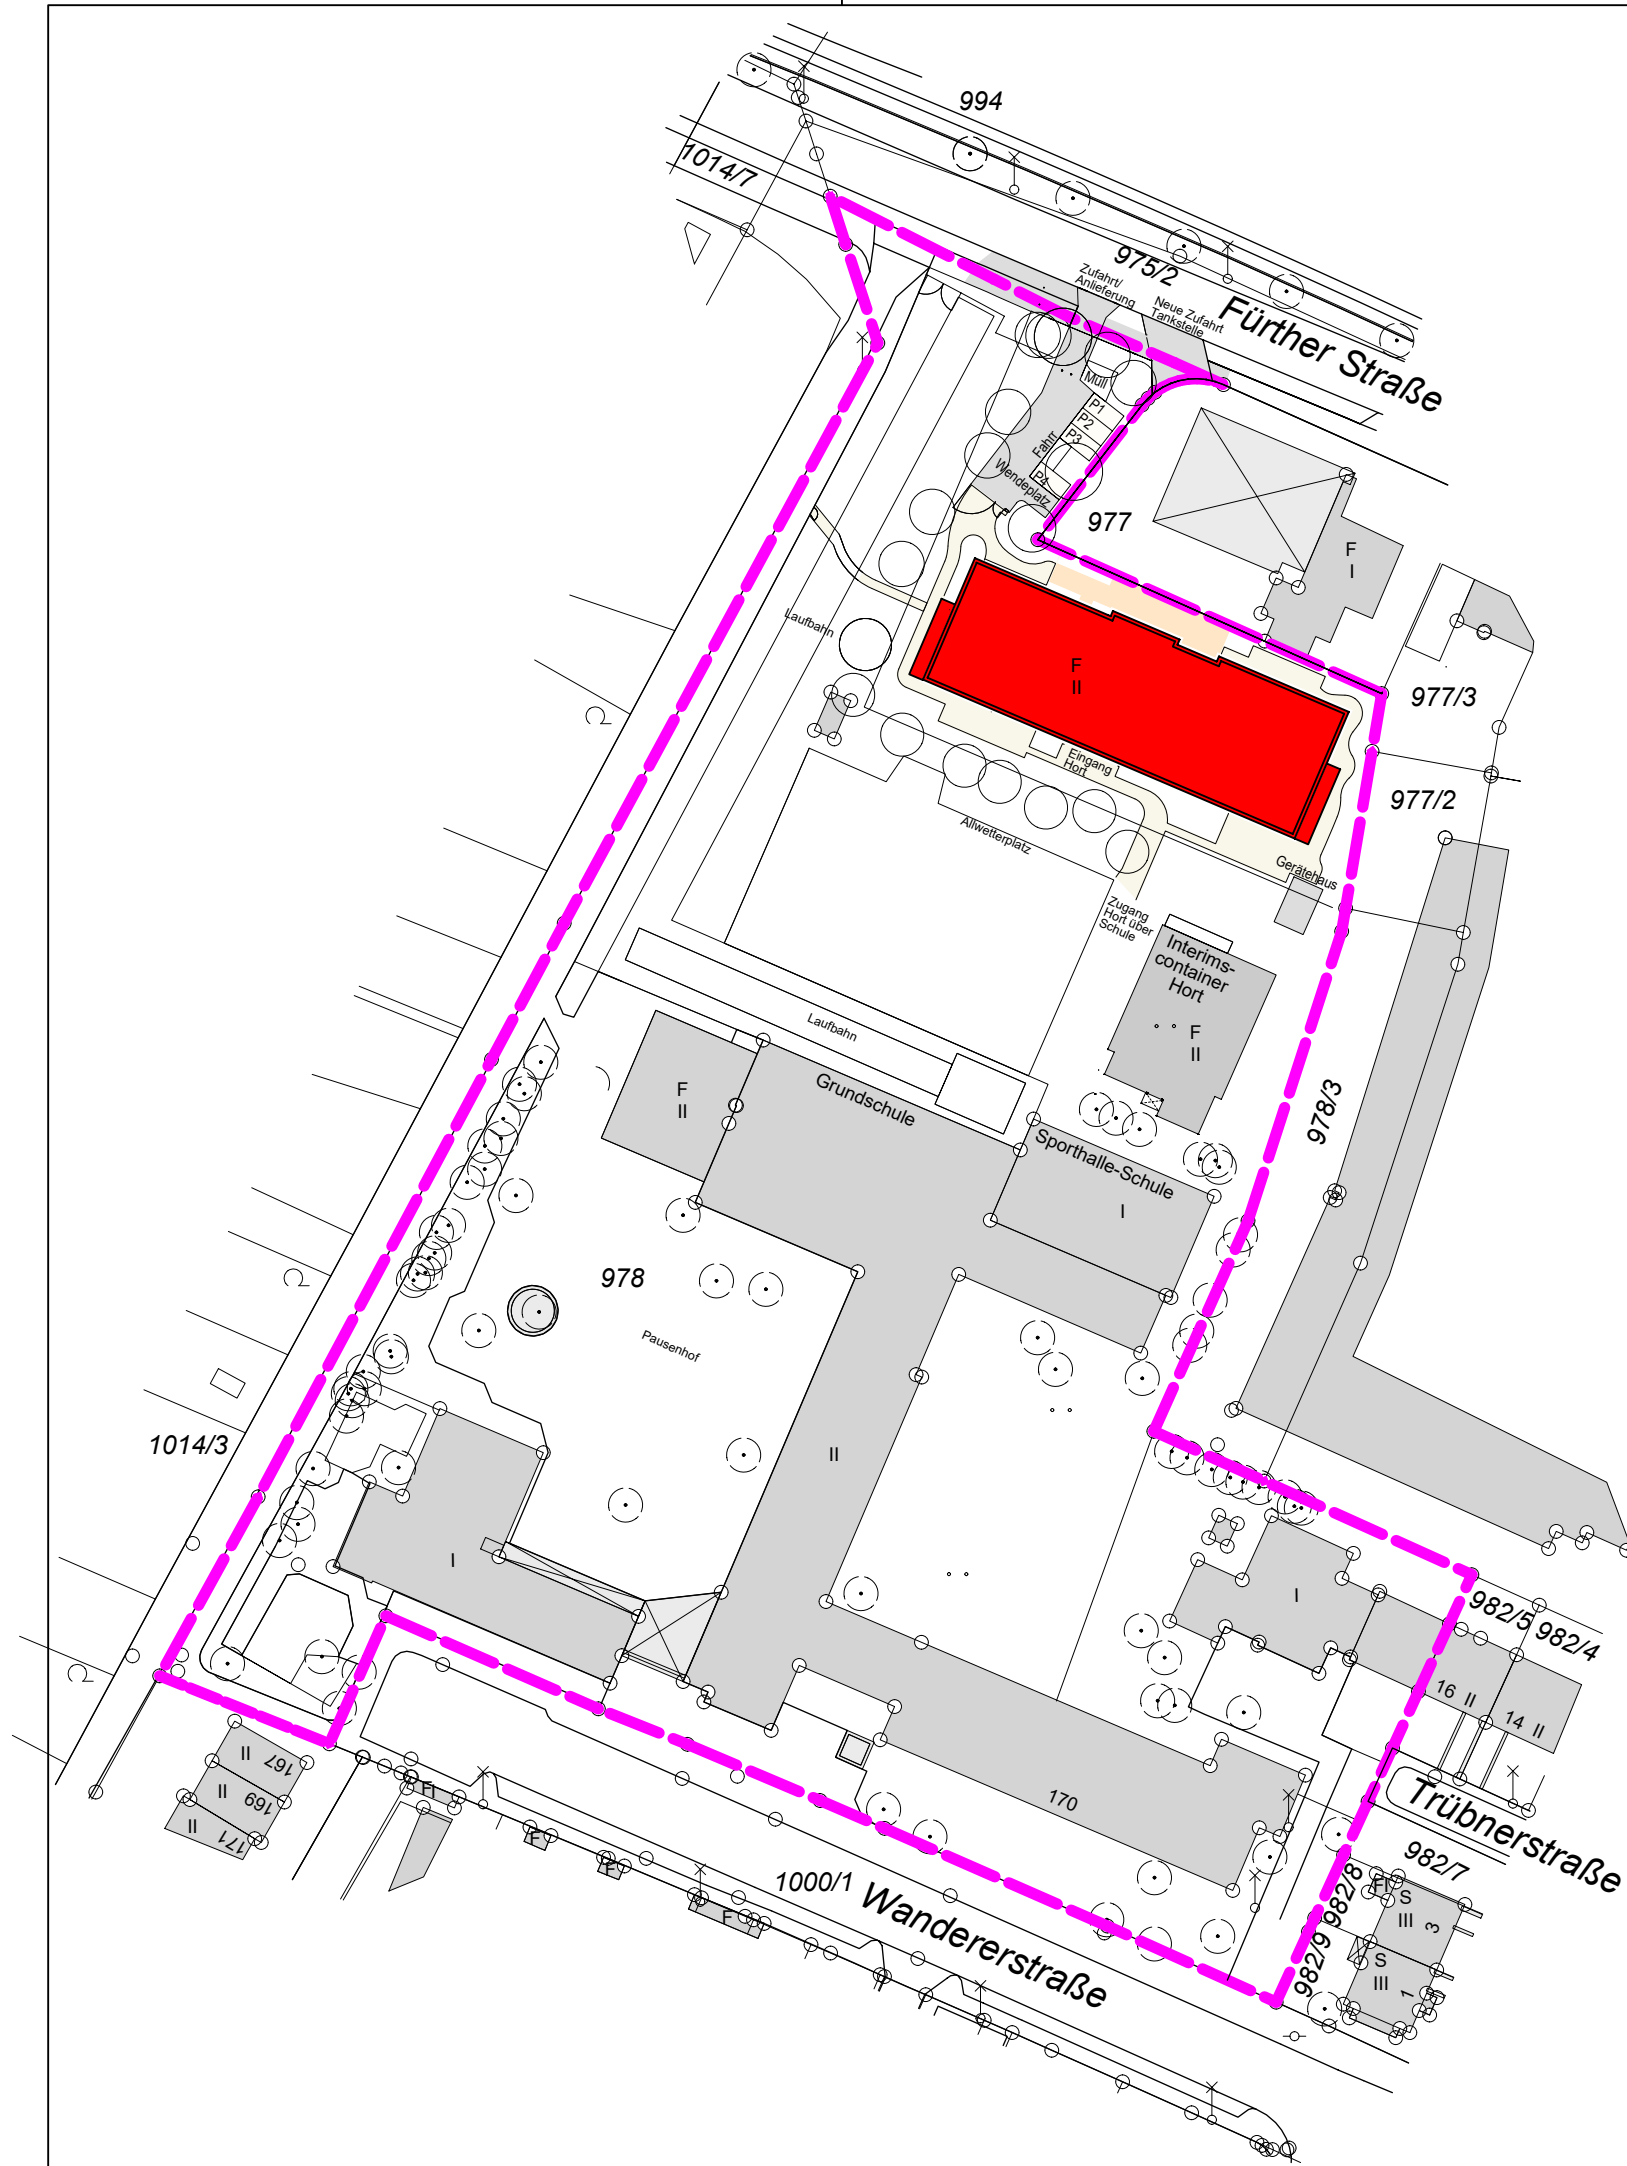 994
1014/7
975/2
Zufahrt/
Anlieferung
Neue Zufahrt
Tankstelle
Fürther Straße
Müll
P1
P2
P3
Fahrr
P4
Wendeplatz
977
F
I
Laufbahn
F
II
977/3
Eingang
Hort
977/2
Allwetterplatz
Gerätehaus
Zugang
Hort über
Schule
Interims-
container
Hort
F
II
Laufbahn
Grundschule
F
II
Sporthalle-Schule
I
978/3
978
Pausenhof
1014/3
II
I
I
982/5
982/4
16 II
14 II
II 167
II 169
II 171
FI
F
F
F
170
Trübnerstraße
982/7
1000/1
Wandererstraße
982/8
982/9
FI
S
III
3
S
III
1